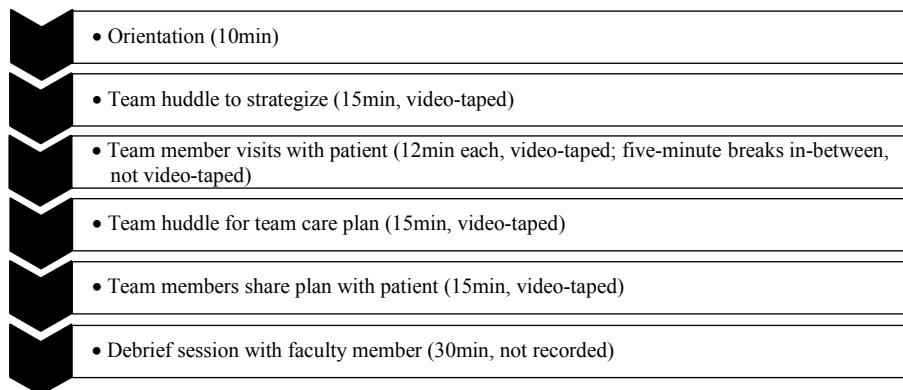 • Orientation (10min)
• Team huddle to strategize (15min, video-taped)
• Team member visits with patient (12min each, video-taped; five-minute breaks in-between,
not video-taped)
• Team huddle for team care plan (15min, video-taped)
• Team members share plan with patient (15min, video-taped)
• Debrief session with faculty member (30min, not recorded)